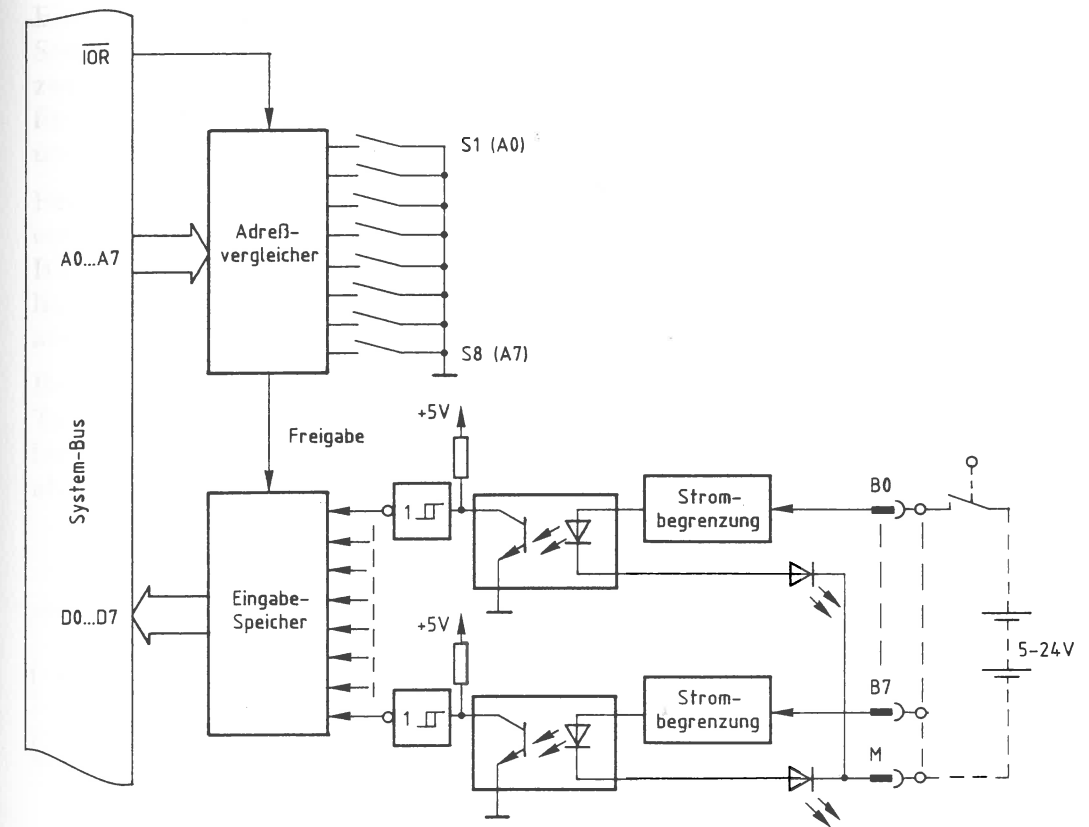 IOR
S1 (A0)
Adreß-
vergleicher
A0...A7
S8 (A7)
+5V
Freigabe
System-Bus
B0
Strom-
begrenzung
1
Eingabe-
Speicher
D0...D7
+5V
5-24V
B7
Strom-
begrenzung
1
M